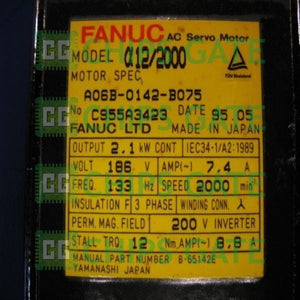 FANUC AC Servo Motor
MODEL α12/2000
MOTOR SPEC.
A06B-0142-B075
No C955A3423 DATE 95.05
FANUC LTD MADE IN JAPAN
OUTPUT 2.1 kW CONT IEC34-1/A2:1989
VOLT 186 V AMP(~) 7.4 A
FREQ. 133 Hz SPEED 2000 min⁻¹
INSULATION F 3 PHASE WINDING CONN. Y
PERM. MAG. FIELD 200 V INVERTER
STALL TRQ 12 Nm, AMP(~) 8.8 A
MANUAL PART NUMBER B-65142E
YAMANASHI JAPAN